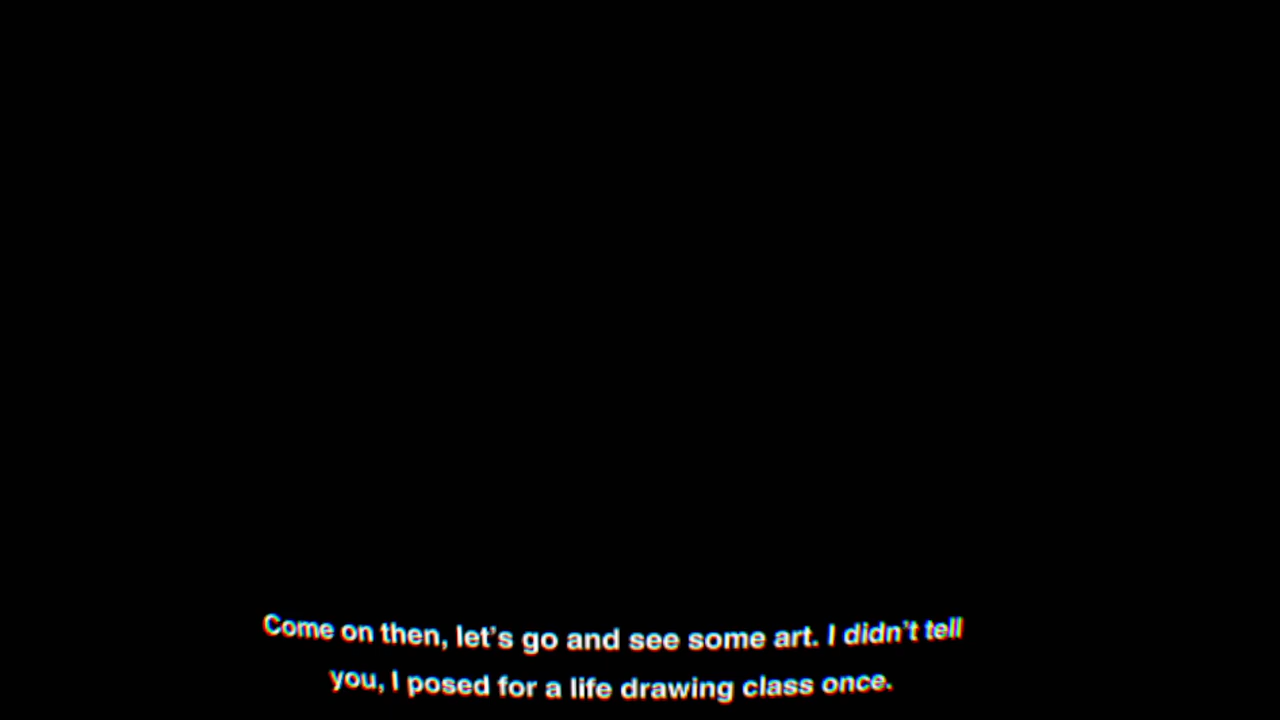 Come on then, let's go and see some art. I didn't tell
you, I posed for a life drawing class once.